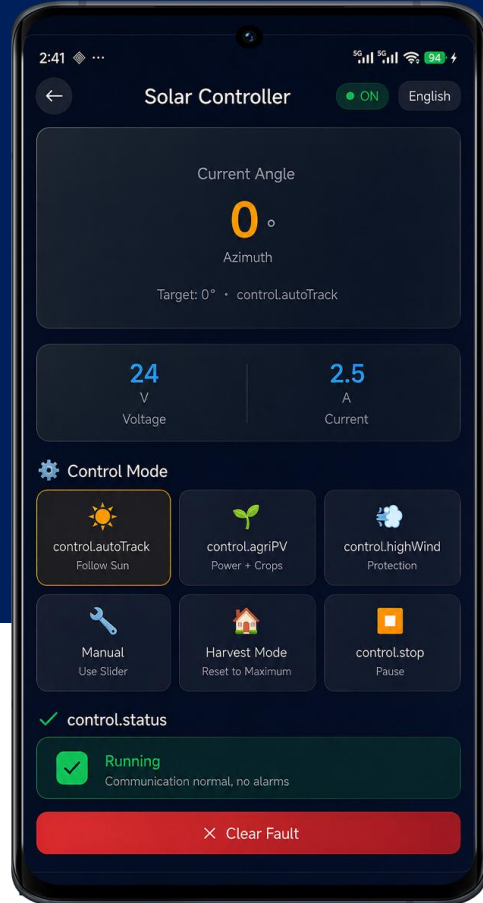 2:41 ...
5G 5G 94
Solar Controller
ON
English
Current Angle
0°
Azimuth
Target: 0° • control.autoTrack
24
V
Voltage
2.5
A
Current
Control Mode
control.autoTrack
Follow Sun
control.agriPV
Power + Crops
control.highWind
Protection
Manual
Use Slider
Harvest Mode
Reset to Maximum
control.stop
Pause
control.status
Running
Communication normal, no alarms
× Clear Fault